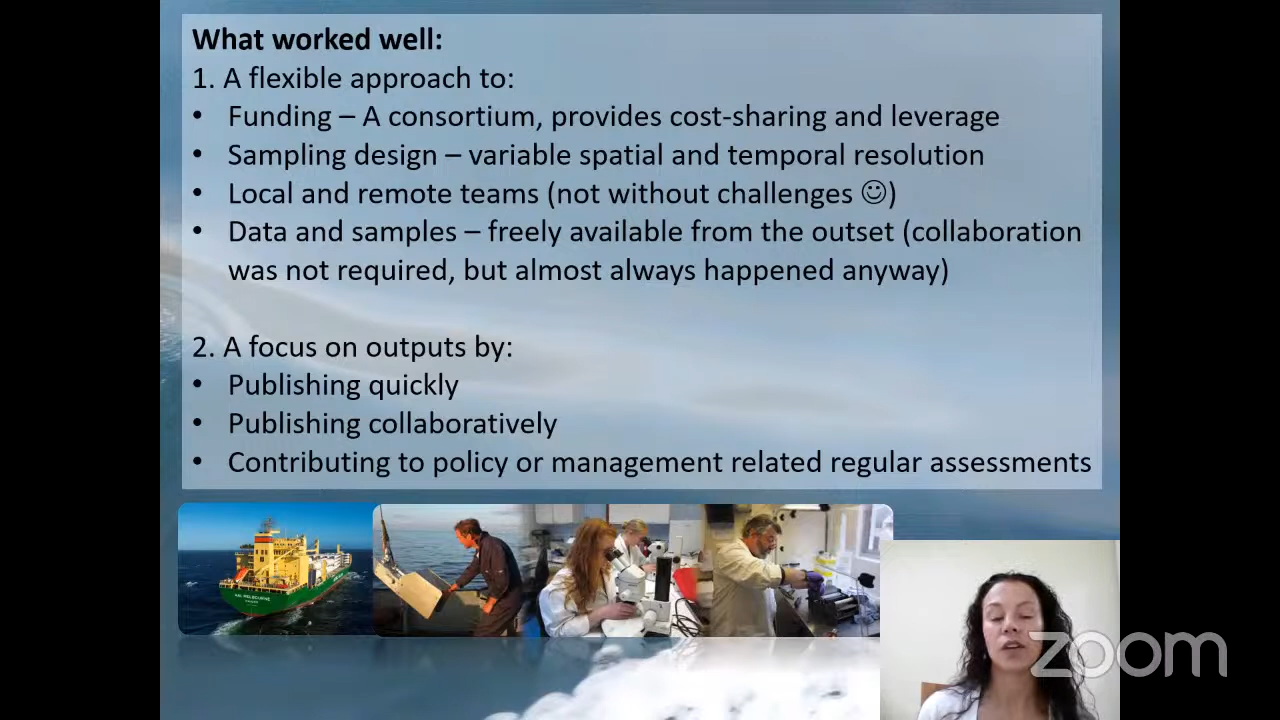 What worked well:
1. A flexible approach to:
• Funding – A consortium, provides cost-sharing and leverage
• Sampling design – variable spatial and temporal resolution
• Local and remote teams (not without challenges ☺)
• Data and samples – freely available from the outset (collaboration
was not required, but almost always happened anyway)
2. A focus on outputs by:
• Publishing quickly
• Publishing collaboratively
• Contributing to policy or management related regular assessments
zoom